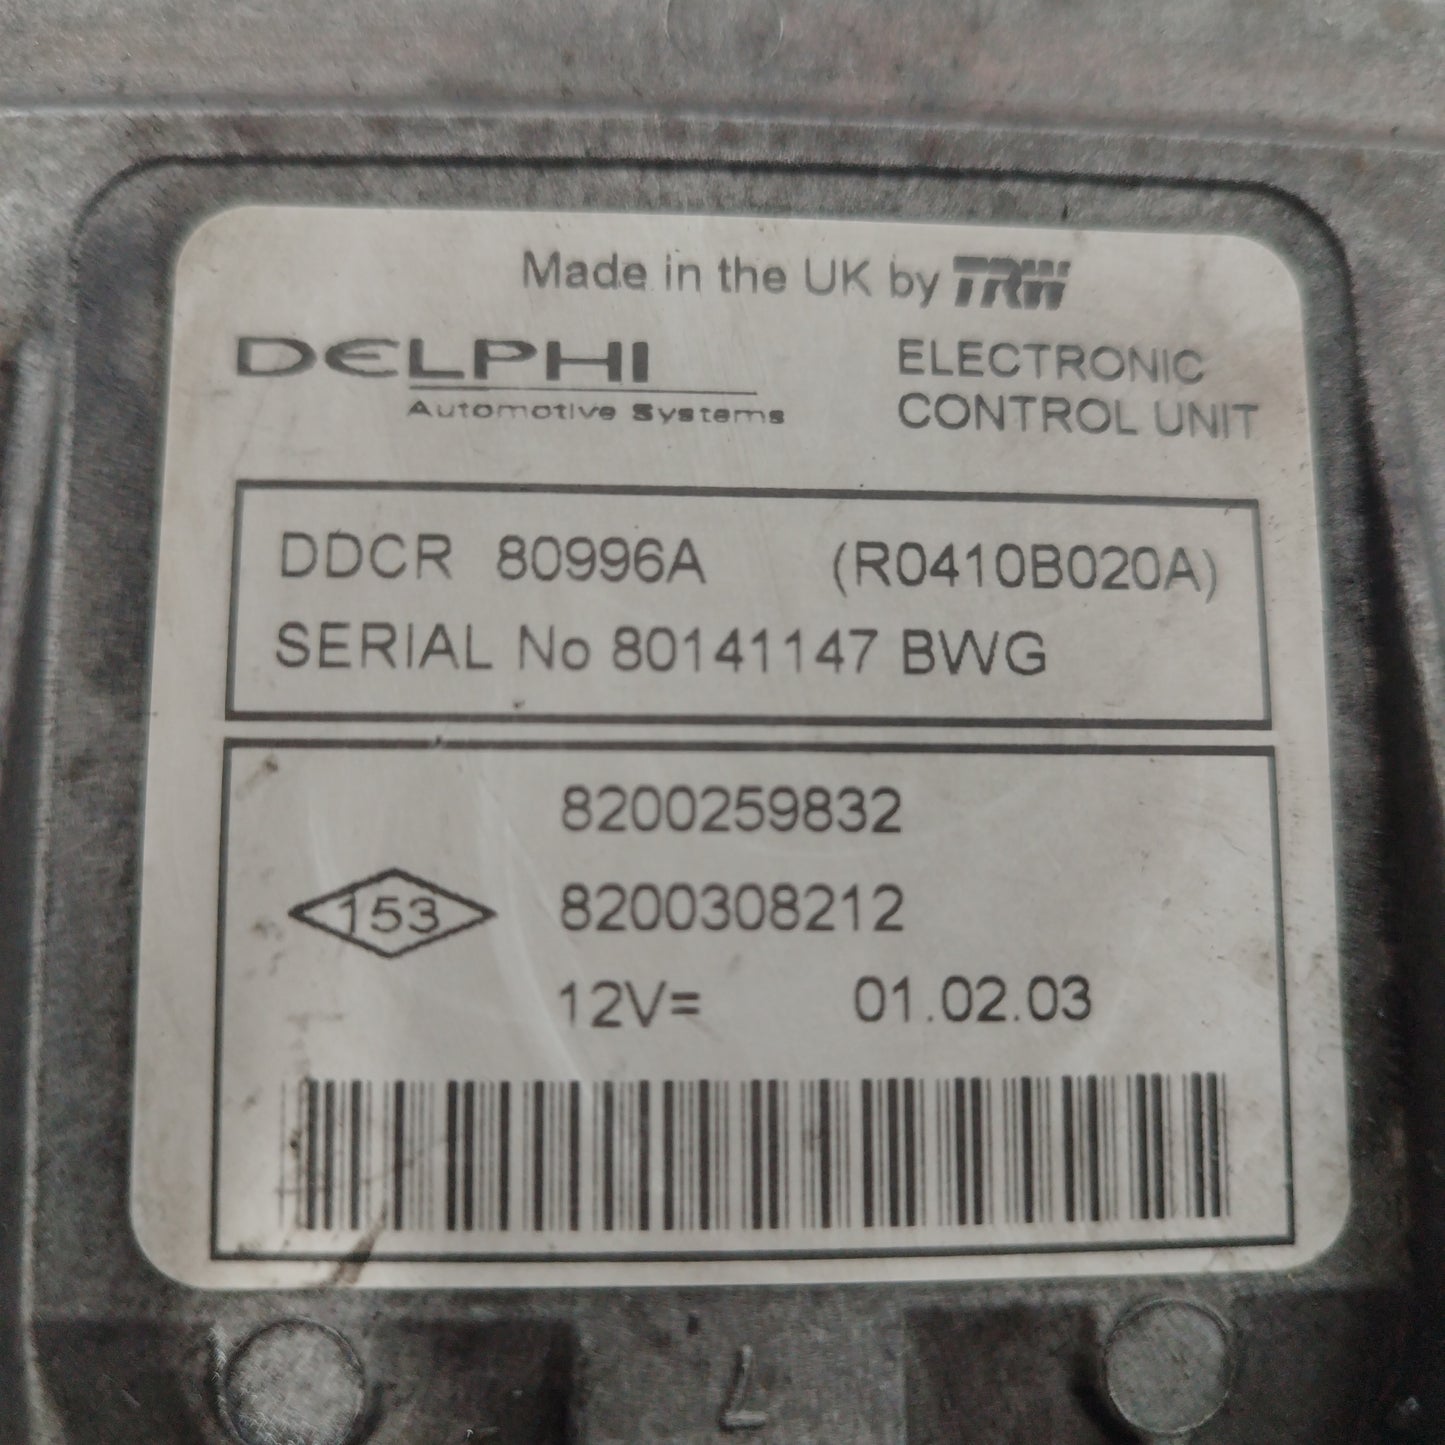 Made in the UK by TRW
DELPHI
Automotive Systems
ELECTRONIC
CONTROL UNIT
DDCR 80996A (R0410B020A)
SERIAL No 80141147 BWG
8200259832
153
8200308212
12V= 01.02.03